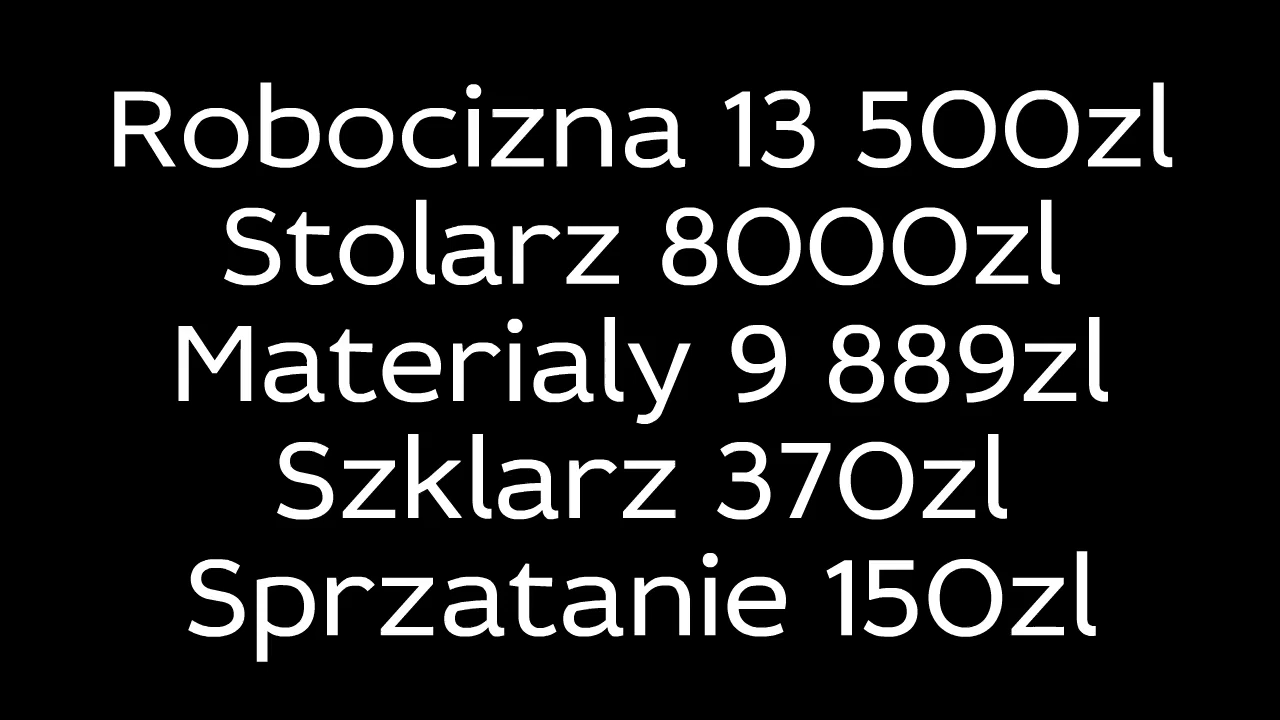 Robocizna 13 500zl
Stolarz 8000zl
Materialy 9 889zl
Szklarz 370zl
Sprzatanie 150zl